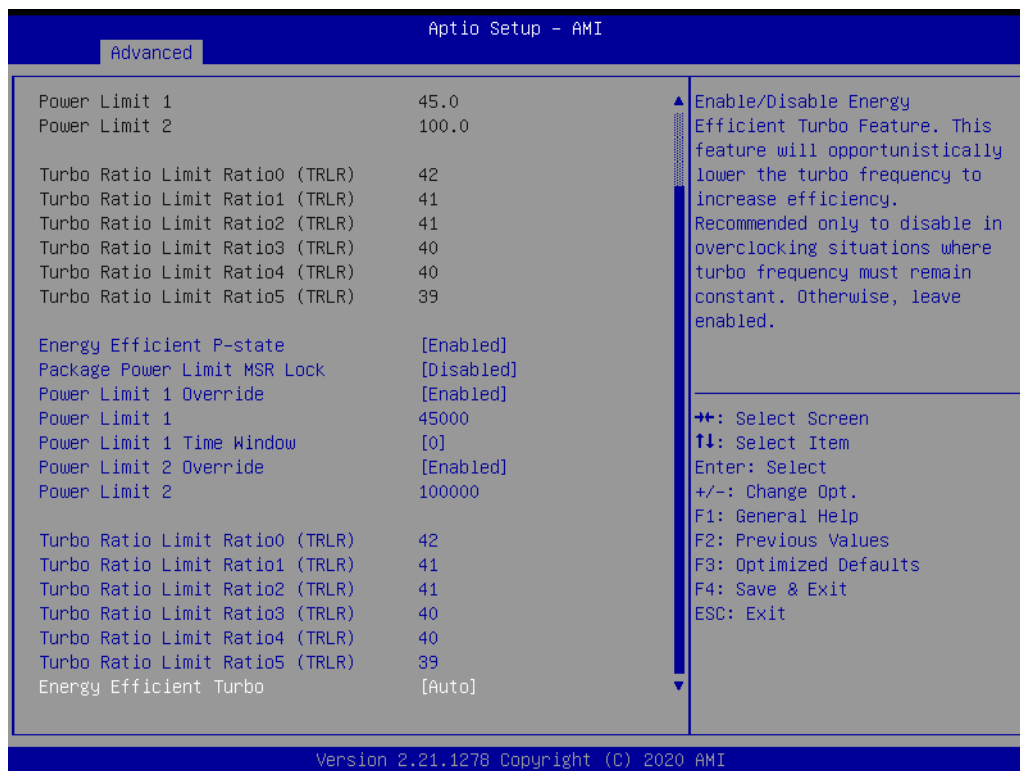 Aptio Setup – AMI
Advanced
Power Limit 1 45.0
Power Limit 2 100.0
Turbo Ratio Limit Ratio0 (TRLR) 42
Turbo Ratio Limit Ratio1 (TRLR) 41
Turbo Ratio Limit Ratio2 (TRLR) 41
Turbo Ratio Limit Ratio3 (TRLR) 40
Turbo Ratio Limit Ratio4 (TRLR) 40
Turbo Ratio Limit Ratio5 (TRLR) 39
Energy Efficient P-state [Enabled]
Package Power Limit MSR Lock [Disabled]
Power Limit 1 Override [Enabled]
Power Limit 1 45000
Power Limit 1 Time Window [0]
Power Limit 2 Override [Enabled]
Power Limit 2 100000
Turbo Ratio Limit Ratio0 (TRLR) 42
Turbo Ratio Limit Ratio1 (TRLR) 41
Turbo Ratio Limit Ratio2 (TRLR) 41
Turbo Ratio Limit Ratio3 (TRLR) 40
Turbo Ratio Limit Ratio4 (TRLR) 40
Turbo Ratio Limit Ratio5 (TRLR) 39
Energy Efficient Turbo [Auto]
Enable/Disable Energy
Efficient Turbo Feature. This
feature will opportunistically
lower the turbo frequency to
increase efficiency.
Recommended only to disable in
overclocking situations where
turbo frequency must remain
constant. Otherwise, leave
enabled.
→←: Select Screen
↑↓: Select Item
Enter: Select
+/-: Change Opt.
F1: General Help
F2: Previous Values
F3: Optimized Defaults
F4: Save & Exit
ESC: Exit
Version 2.21.1278 Copyright (C) 2020 AMI